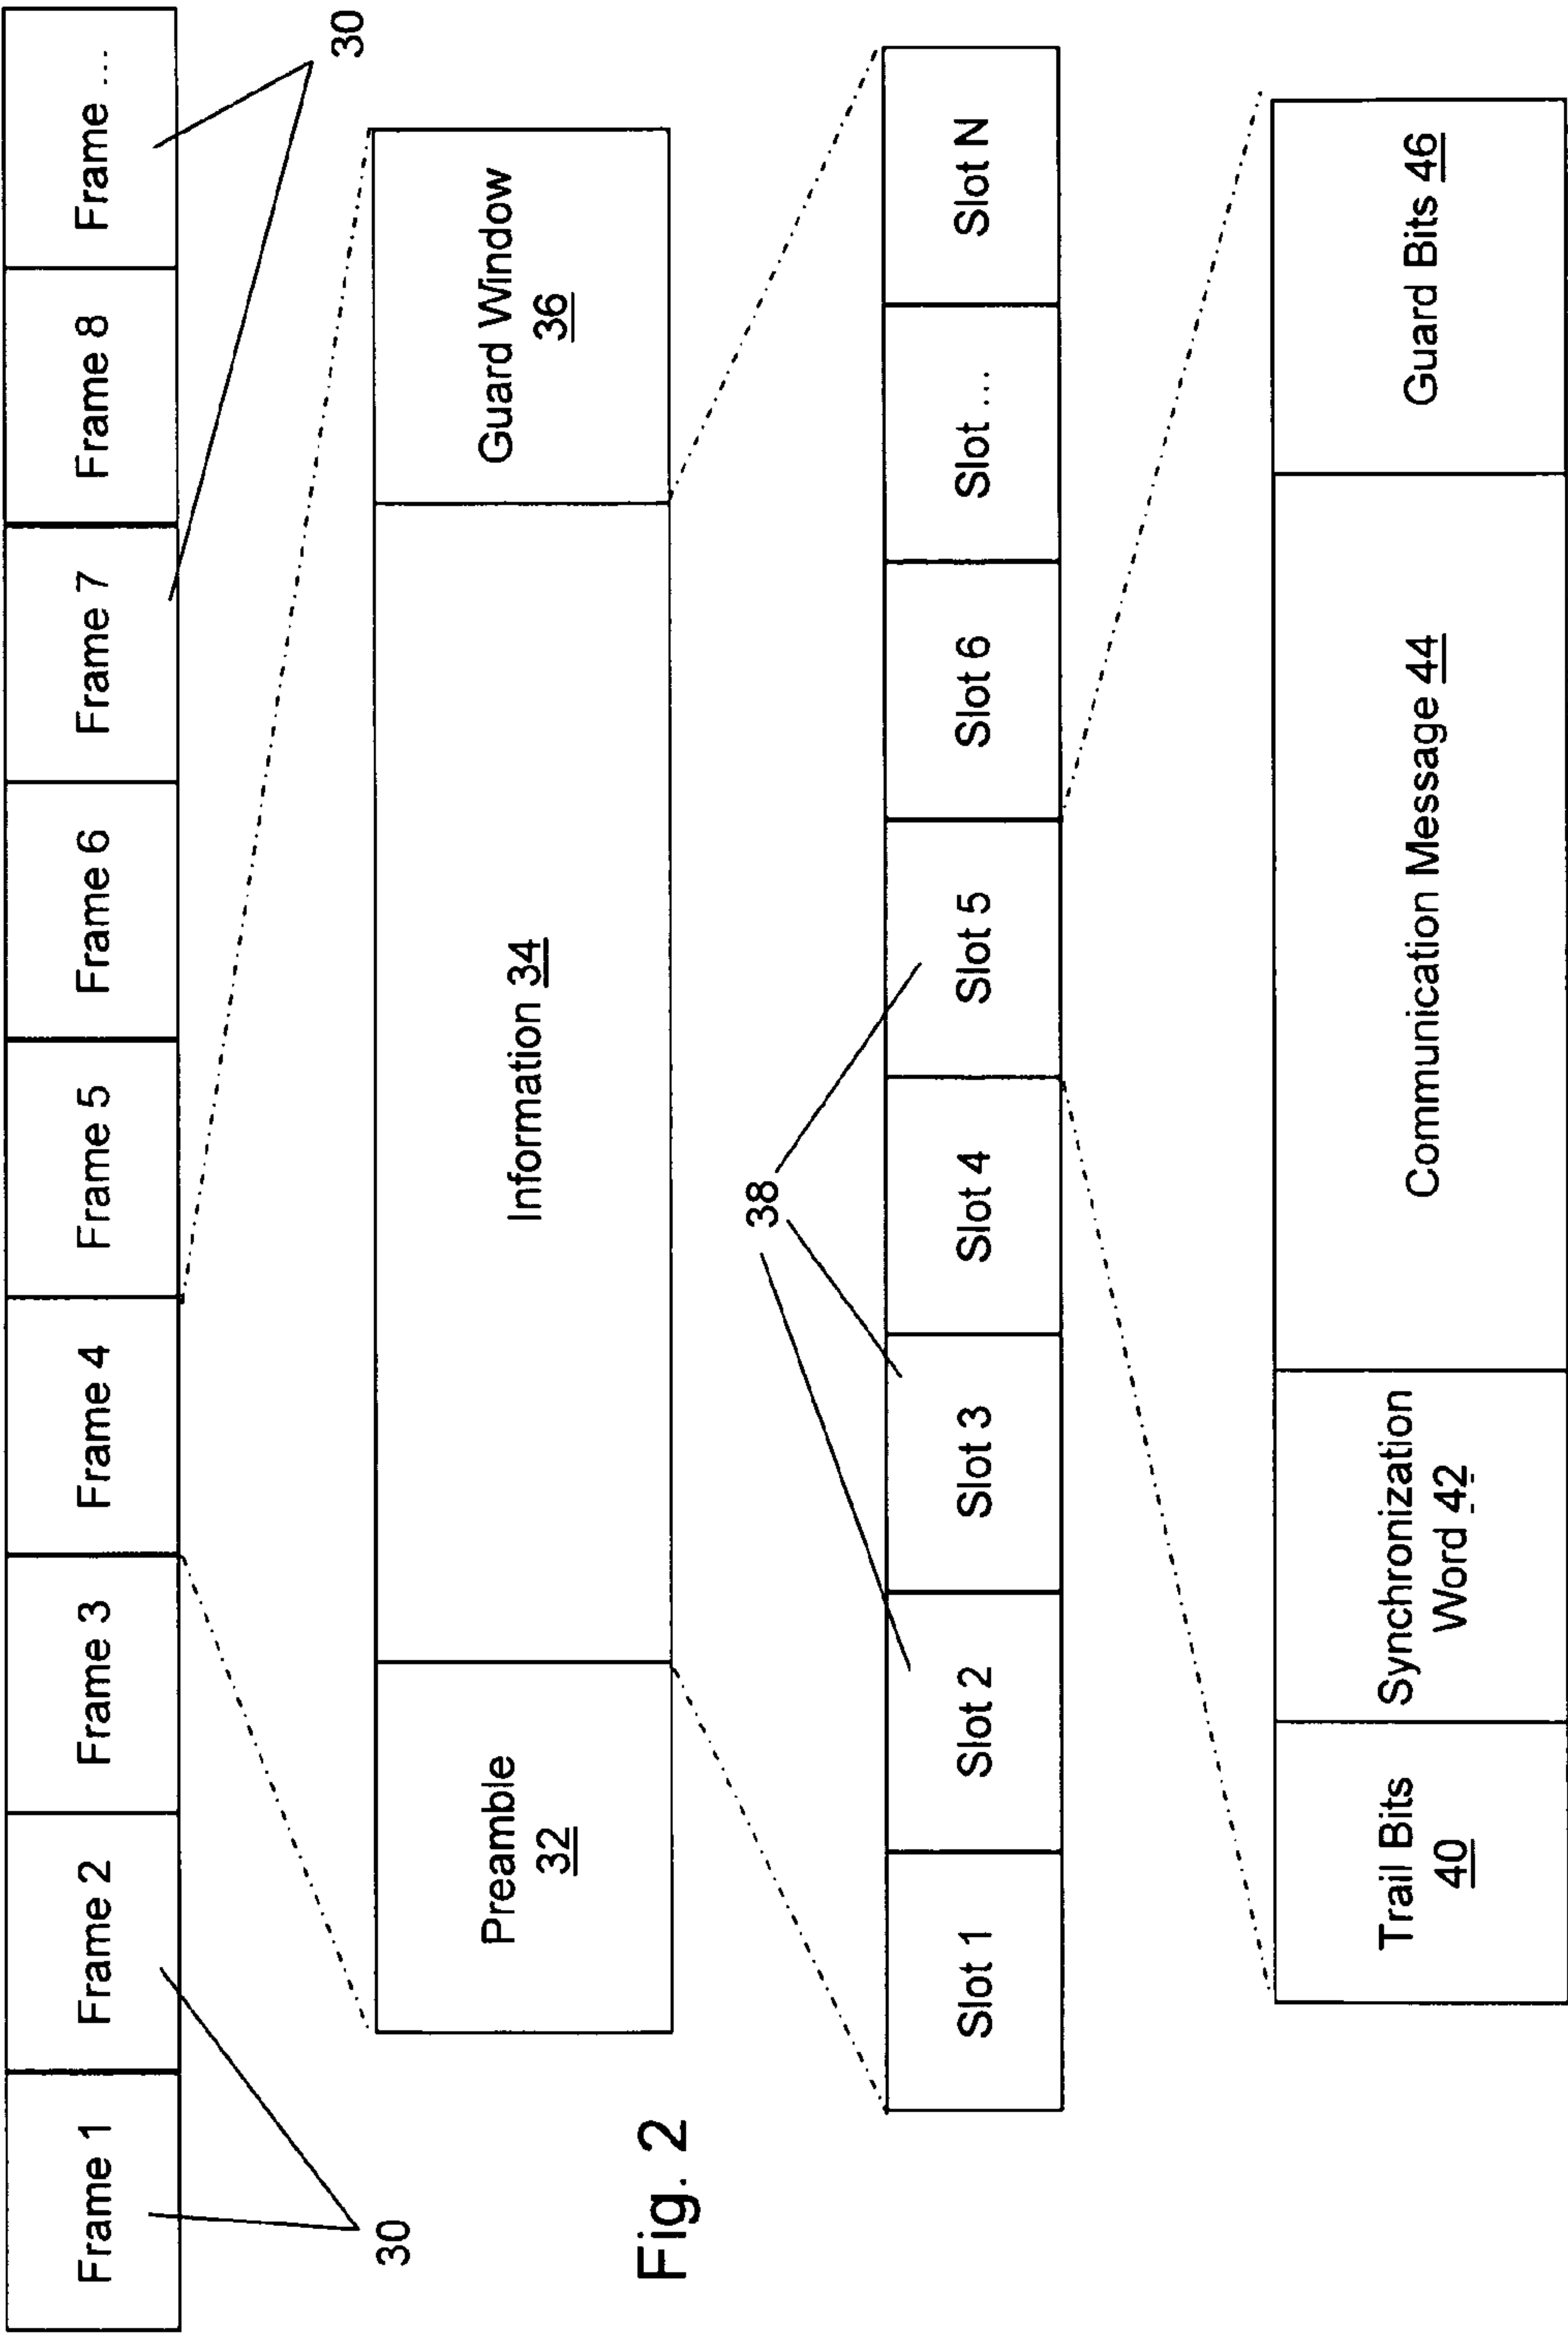 Frame 1
Frame 2
Frame 3
Frame 4
Frame 5
Frame 6
Frame 7
Frame 8
Frame ...
30
30
Preamble
32
Information 34
Guard Window
36
Fig. 2
38
Slot 1
Slot 2
Slot 3
Slot 4
Slot 5
Slot 6
Slot ...
Slot N
Trail Bits
40
Synchronization
Word 42
Communication Message 44
Guard Bits 46